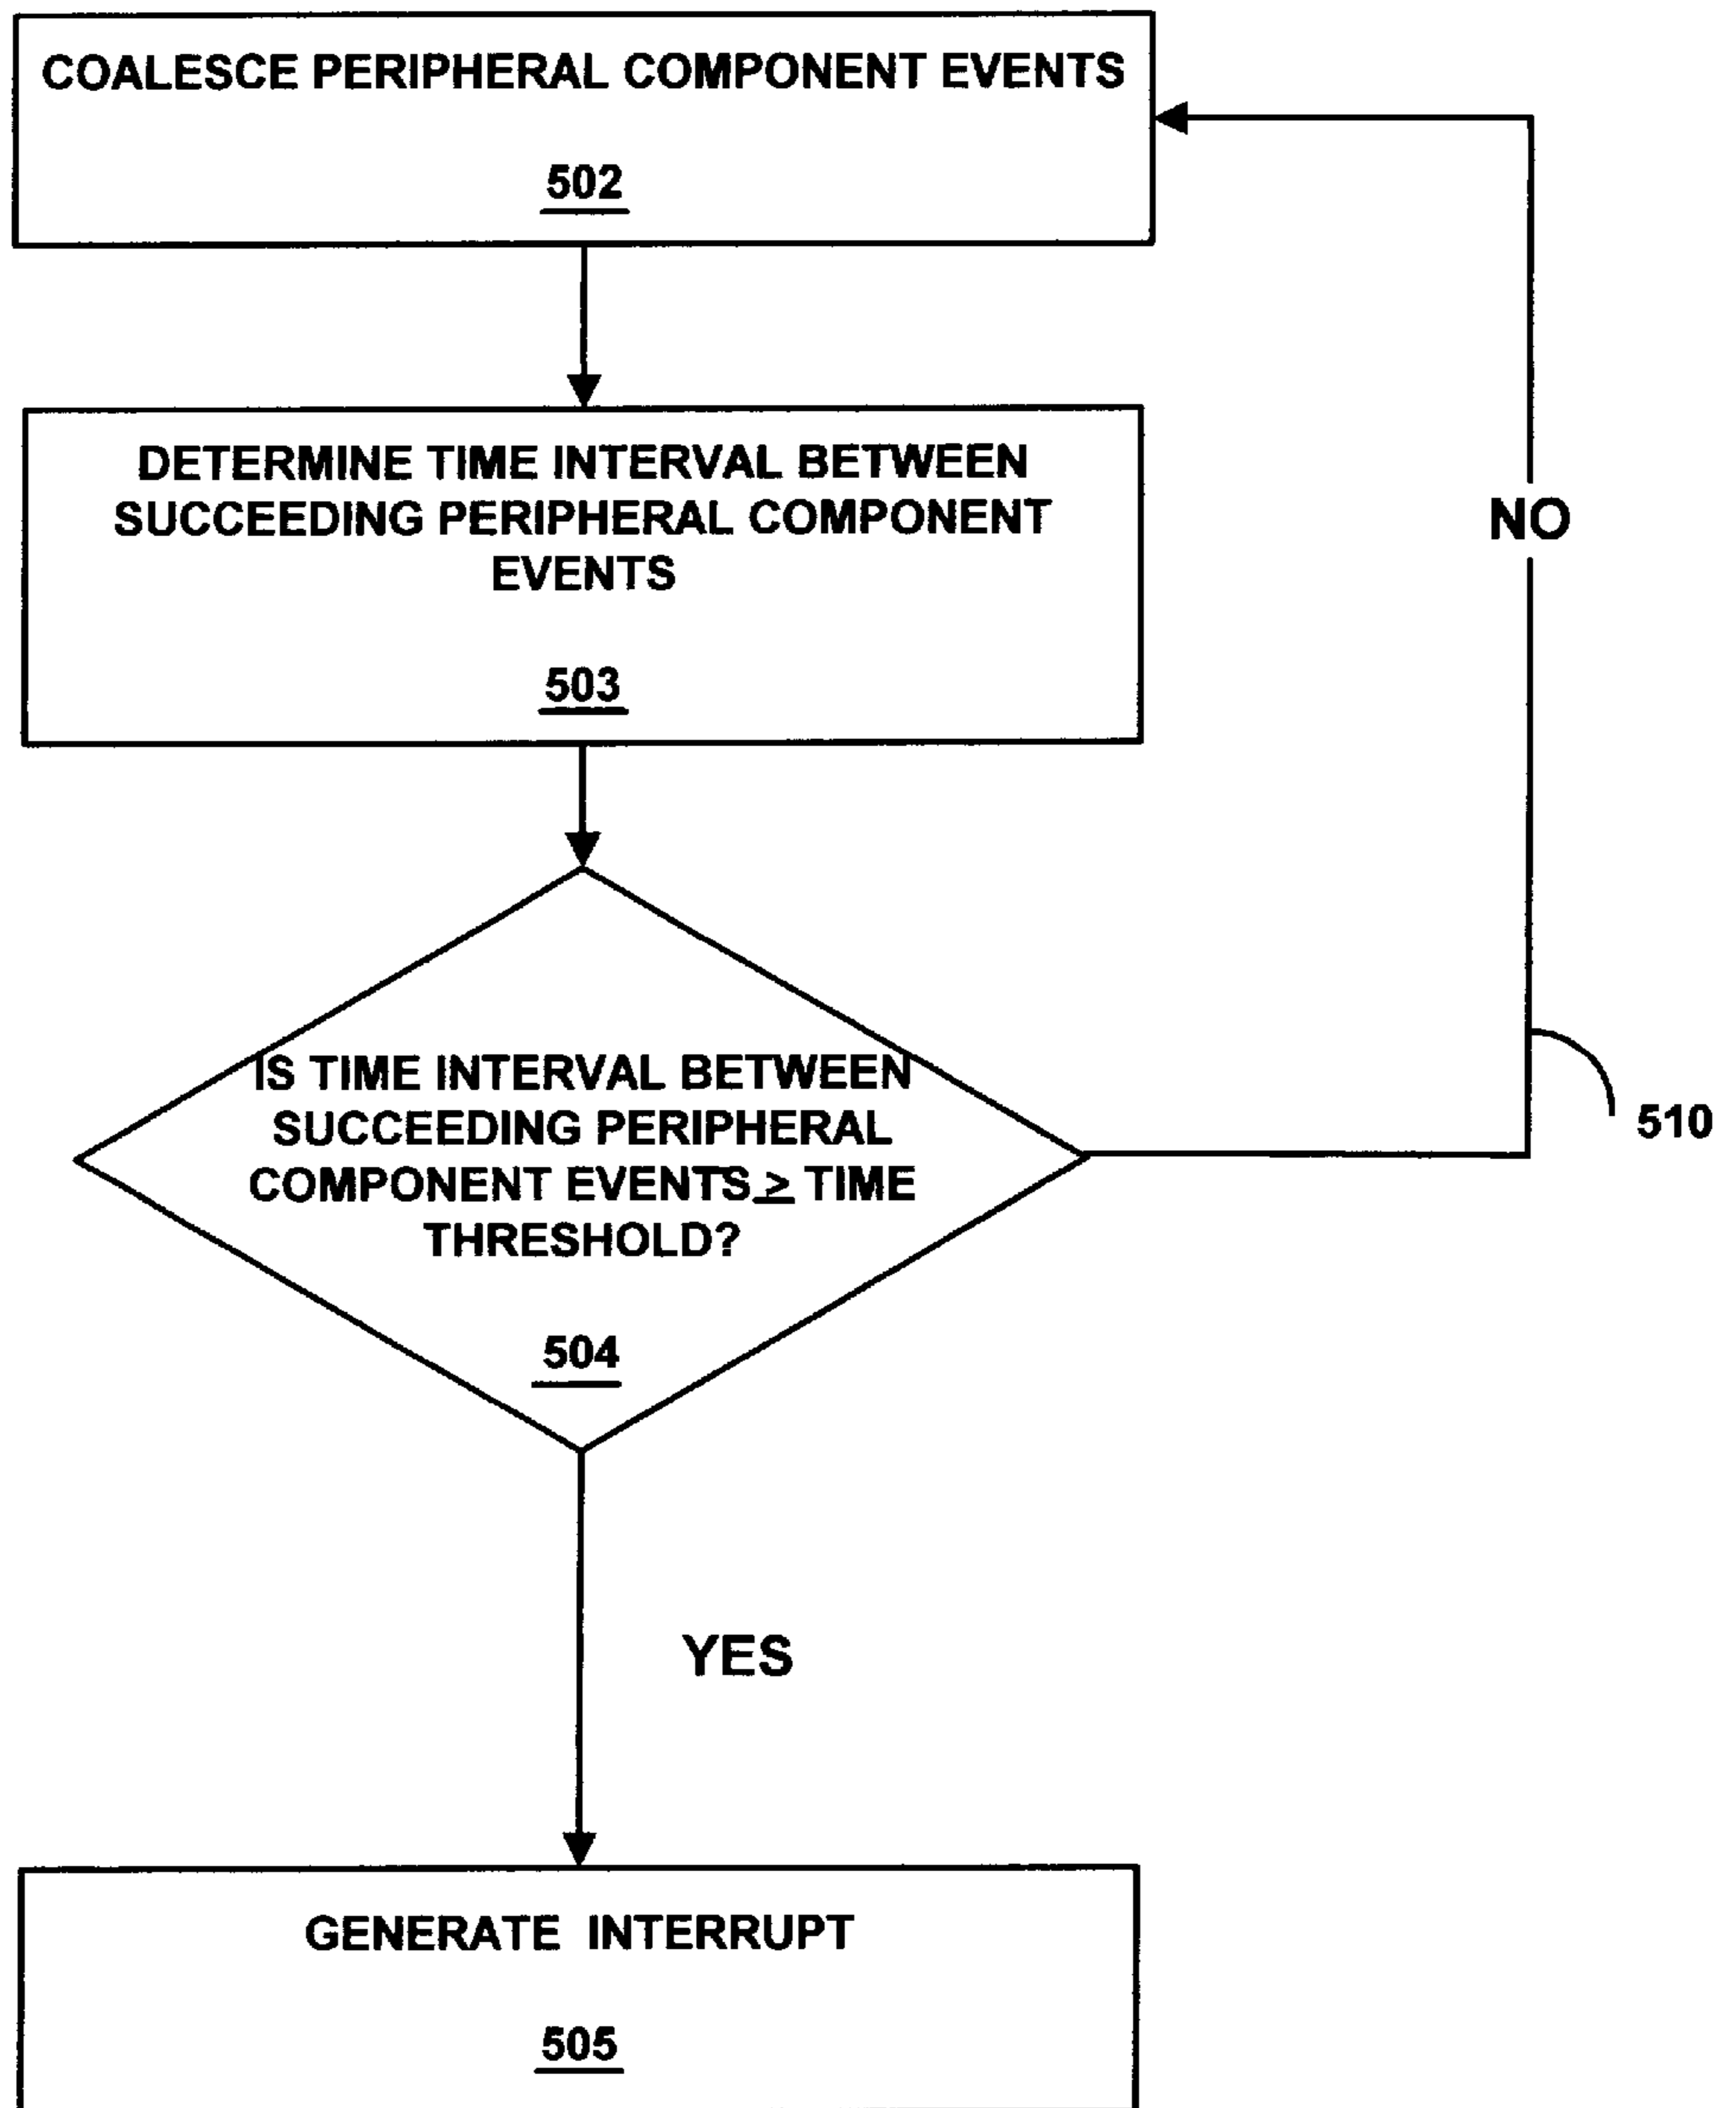 COALESCE PERIPHERAL COMPONENT EVENTS
502
DETERMINE TIME INTERVAL BETWEEN
SUCCEEDING PERIPHERAL COMPONENT
EVENTS
503
NO
IS TIME INTERVAL BETWEEN
SUCCEEDING PERIPHERAL
COMPONENT EVENTS ≥ TIME
THRESHOLD?
504
510
YES
GENERATE INTERRUPT
505